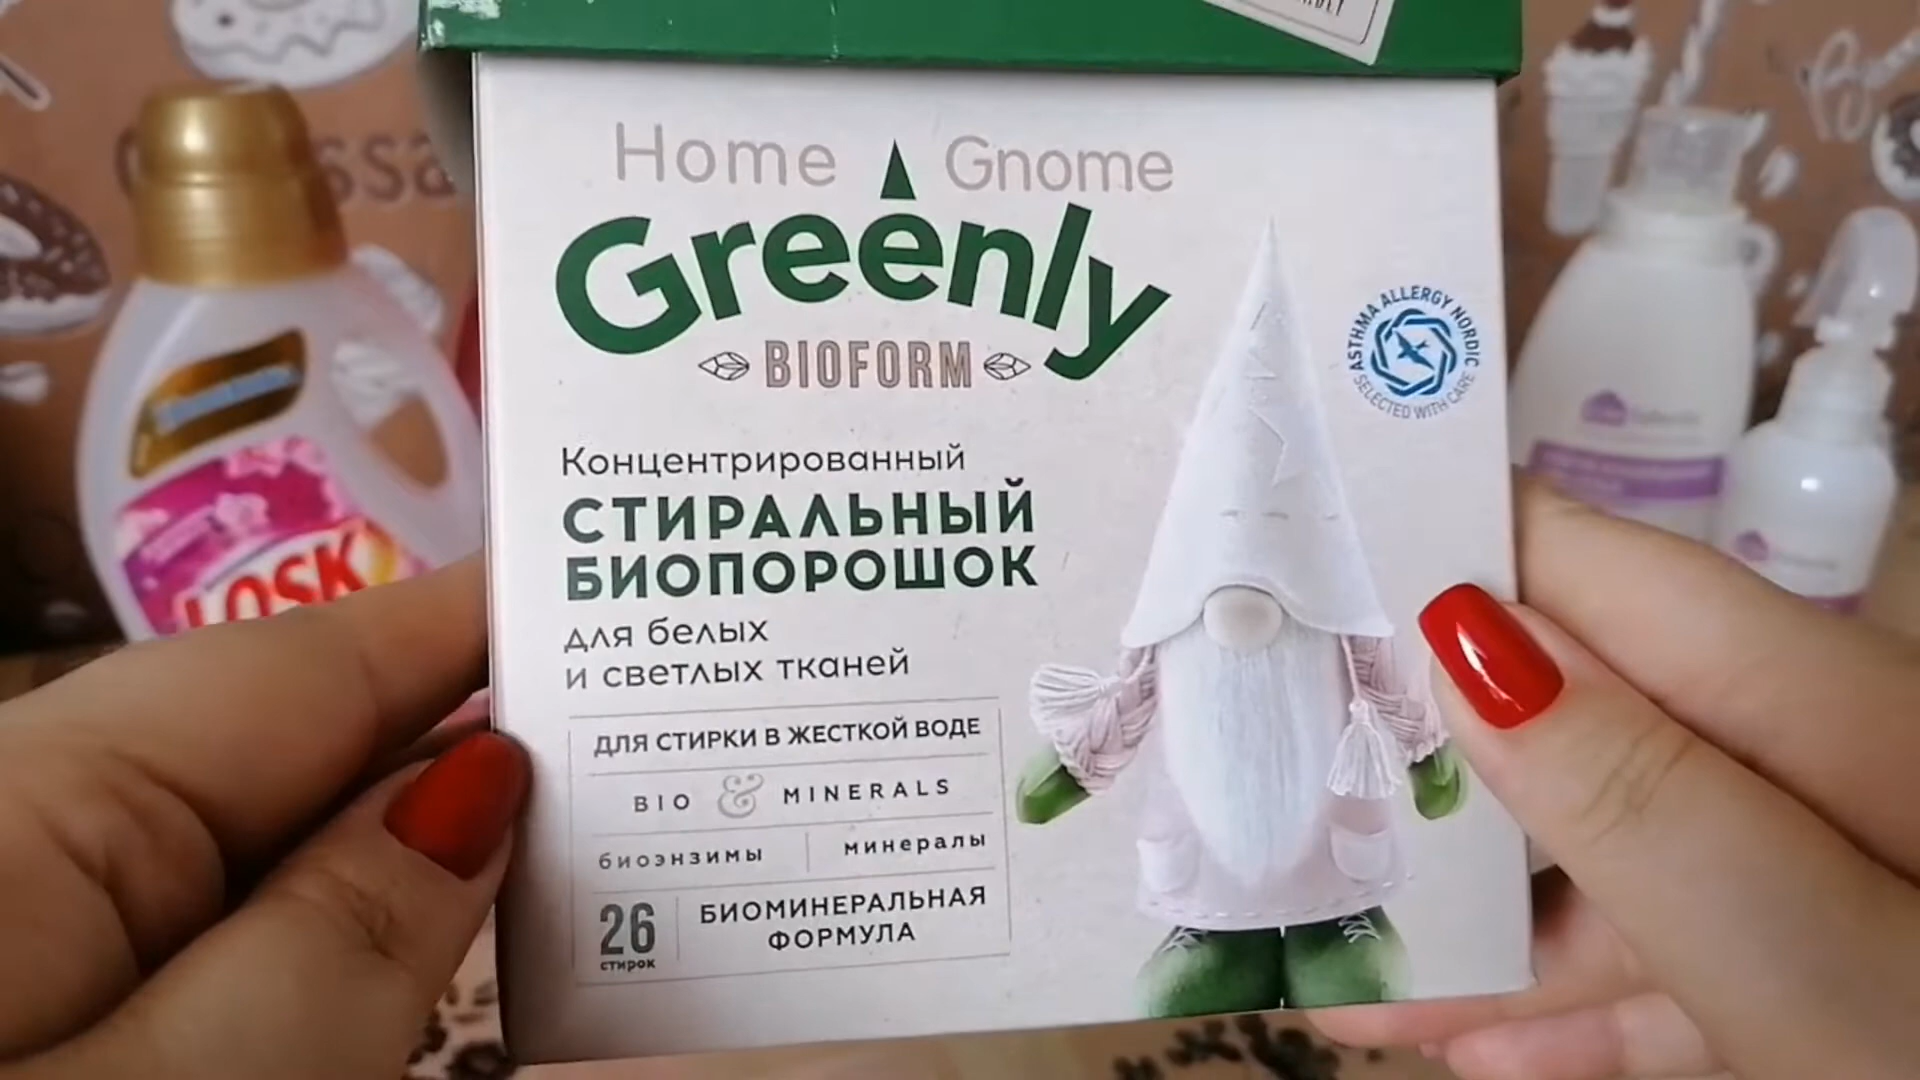 Home Gnome
Greenly
BIOFORM
ASTHMA ALLERGY NORDIC
SELECTED WITH CARE
Концентрированный
СТИРАЛЬНЫЙ
БИОПОРОШОК
для белых
и светлых тканей
ДЛЯ СТИРКИ В ЖЕСТКОЙ ВОДЕ
BIO & MINERALS
биоэнзимы минералы
26
стирок
БИОМИНЕРАЛЬНАЯ
ФОРМУЛА
LOSK